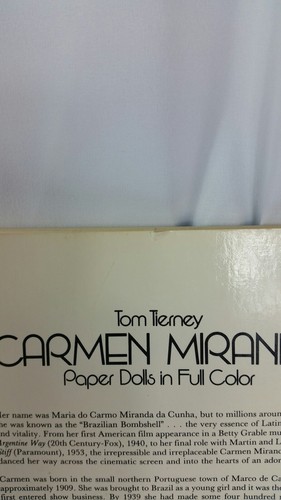 Tom Tierney
CARMEN MIRAN
Paper Dolls in Full Color
ler name was Maria do Carmo Miranda da Cunha, but to millions arou
he was known as the "Brazilian Bombshell" . . . the very essence of Latin
nd vitality. From her first American film appearance in a Betty Grable mu
Argentine Way (20th Century-Fox), 1940, to her final role with Martin and L
Stiff (Paramount), 1953, the irrepressible and irreplaceable Carmen Miranda
danced her way across the cinematic screen and into the hearts of an ador
Carmen was born in the small northern Portuguese town of Marco de Ca
approximately 1909. She was brought to Brazil as a young girl and it was the
first entered show business. By 1939 she had made some four hundred p